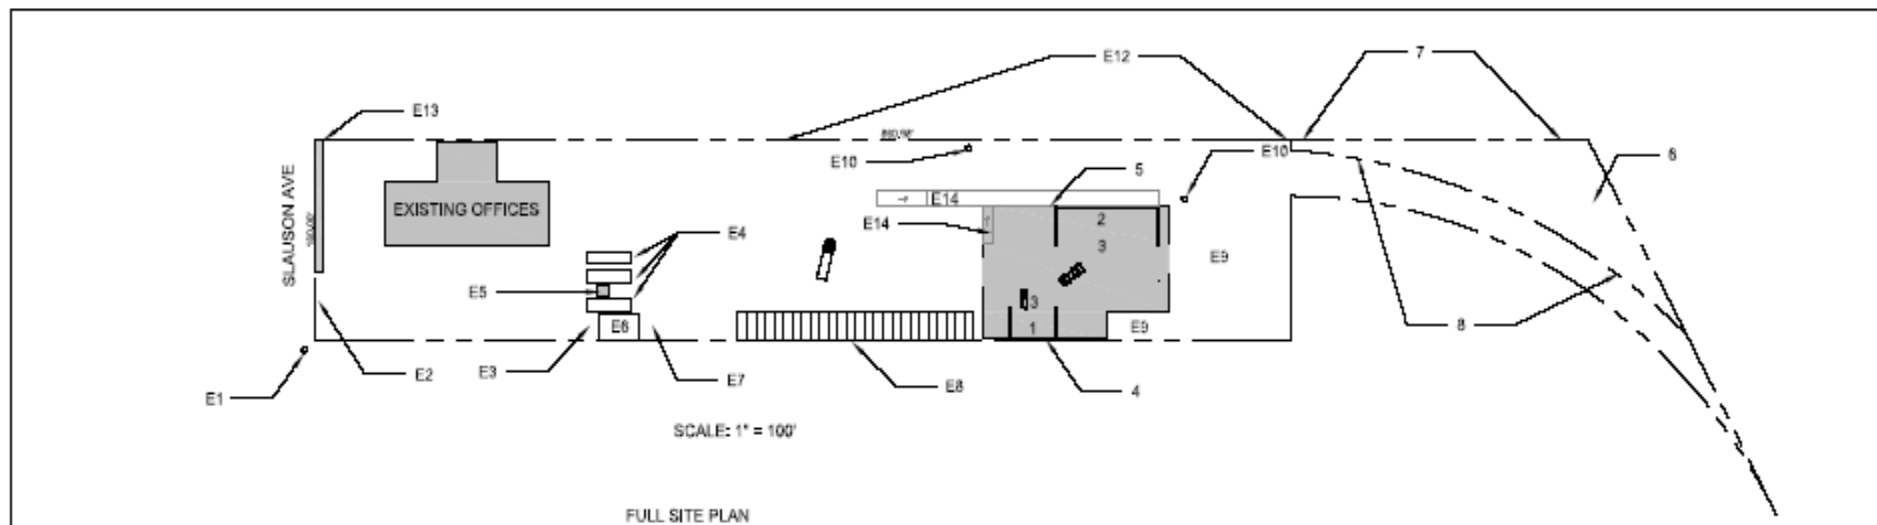 E12
7
E13
E10
E10
6
5
SLAUSON AVE
EXISTING OFFICES
E14
E14
2
3
E4
E9
E5
3
E6
1
E9
8
E3
E2
E7
E8
4
E1
SCALE: 1" = 100'
FULL SITE PLAN